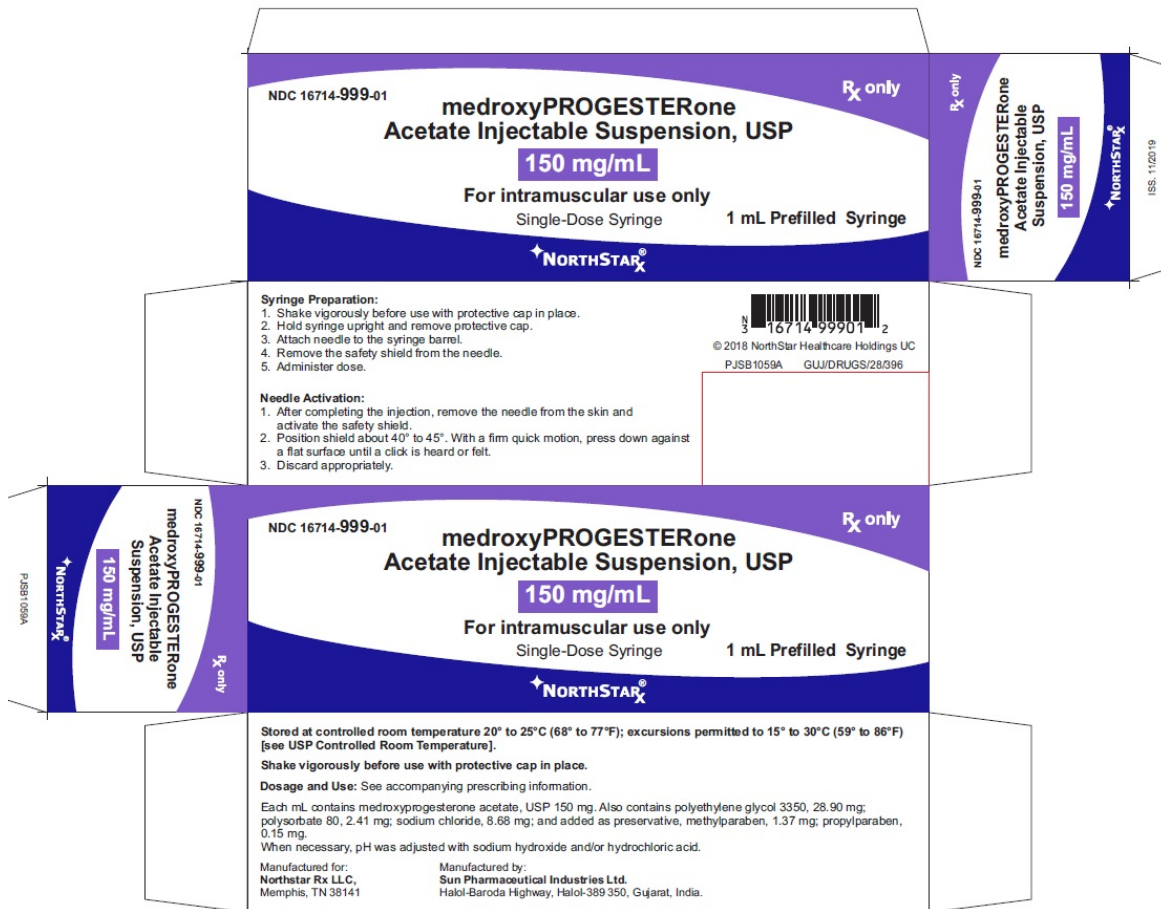 NDC 16714-999-01
Rx only
medroxyPROGESTERone
Acetate Injectable Suspension, USP
150 mg/mL
For intramuscular use only
Single-Dose Syringe
1 mL Prefilled Syringe
NORTHSTARx®
Rx only
NDC 16714-999-01
medroxyPROGESTERone
Acetate Injectable
Suspension, USP
150 mg/mL
NORTHSTARx®
ISS. 11/2019
Syringe Preparation:
1. Shake vigorously before use with protective cap in place.
2. Hold syringe upright and remove protective cap.
3. Attach needle to the syringe barrel.
4. Remove the safety shield from the needle.
5. Administer dose.
Needle Activation:
1. After completing the injection, remove the needle from the skin and
activate the safety shield.
2. Position shield about 40° to 45°. With a firm quick motion, press down against
a flat surface until a click is heard or felt.
3. Discard appropriately.
N
3 16714 99901 2
© 2018 NorthStar Healthcare Holdings UC
PJSB1059A GUJ/DRUGS/28/396
NDC 16714-999-01
Rx only
medroxyPROGESTERone
Acetate Injectable
Suspension, USP
150 mg/mL
NORTHSTARx®
PJSB1059A
NDC 16714-999-01
Rx only
medroxyPROGESTERone
Acetate Injectable Suspension, USP
150 mg/mL
For intramuscular use only
Single-Dose Syringe
1 mL Prefilled Syringe
NORTHSTARx®
Stored at controlled room temperature 20° to 25°C (68° to 77°F); excursions permitted to 15° to 30°C (59° to 86°F)
[see USP Controlled Room Temperature].
Shake vigorously before use with protective cap in place.
Dosage and Use: See accompanying prescribing information.
Each mL contains medroxyprogesterone acetate, USP 150 mg. Also contains polyethylene glycol 3350, 28.90 mg;
polysorbate 80, 2.41 mg; sodium chloride, 8.68 mg; and added as preservative, methylparaben, 1.37 mg; propylparaben,
0.15 mg.
When necessary, pH was adjusted with sodium hydroxide and/or hydrochloric acid.
Manufactured for:
Northstar Rx LLC,
Memphis, TN 38141
Manufactured by:
Sun Pharmaceutical Industries Ltd.
Halol-Baroda Highway, Halol-389 350, Gujarat, India.